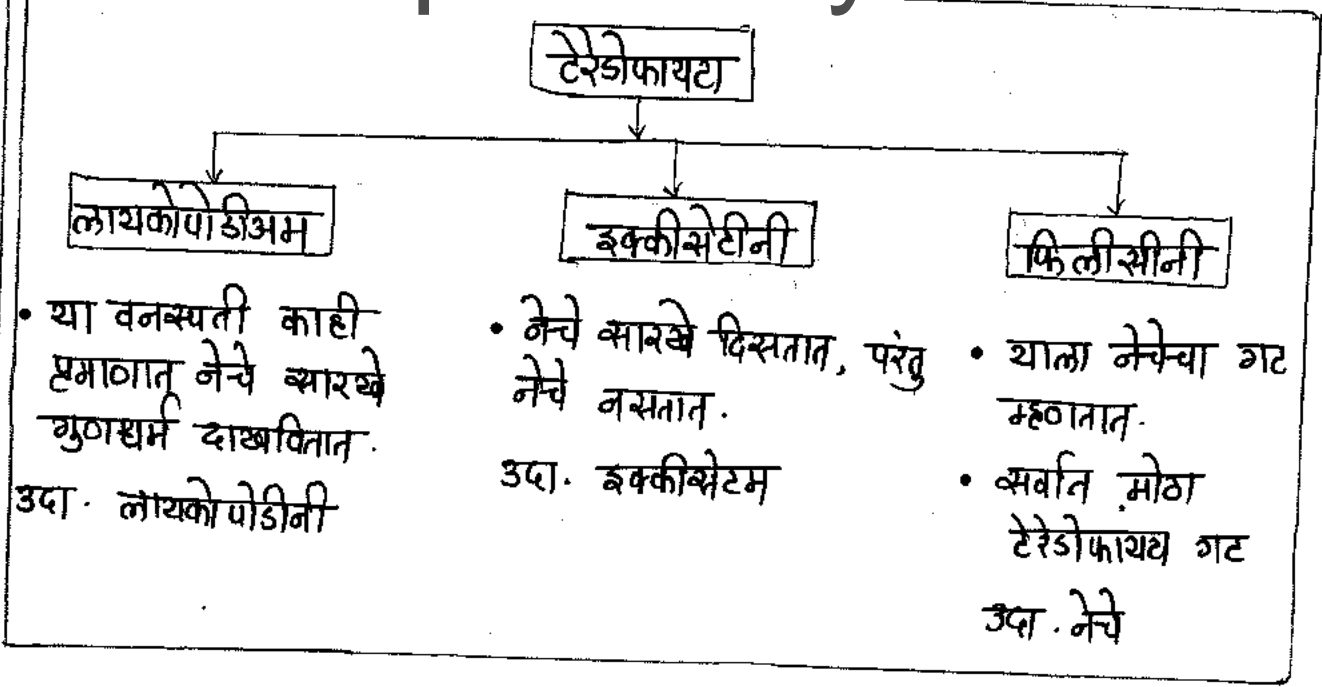 टेरेडोफायटा
लायकोपोडीअम
इक्कीसेटीनी
फिलीसीनी
• या वनस्पती काही
प्रमाणात नेचे सारखे
गुणधर्म दाखवितात.
उदा. लायकोपोडीनी
• नेचे सारखे दिसतात, परंतु
नेचे नसतात.
उदा. इक्कीसेटम
• याला नेचेचा गट
म्हणतात.
• सर्वात मोठा
टेरेडोफायटा गट
उदा. नेचे